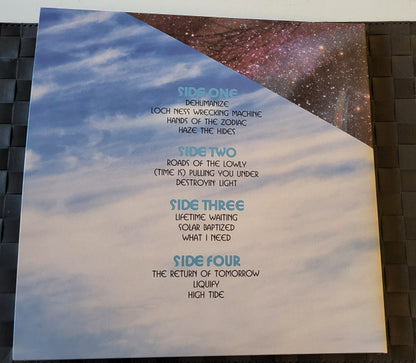 SIDE ONE
DEHUMANIZE
LOCH NESS WRECKING MACHINE
HANDS OF THE ZODIAC
HAZE THE HIDES
SIDE TWO
ROADS OF THE LOWLY
(TIME IS) PULLING YOU UNDER
DESTROYIN LIGHT
SIDE THREE
LIFETIME WAITING
SOLAR BAPTIZED
WHAT I NEED
SIDE FOUR
THE RETURN OF TOMORROW
LIQUIFY
HIGH TIDE